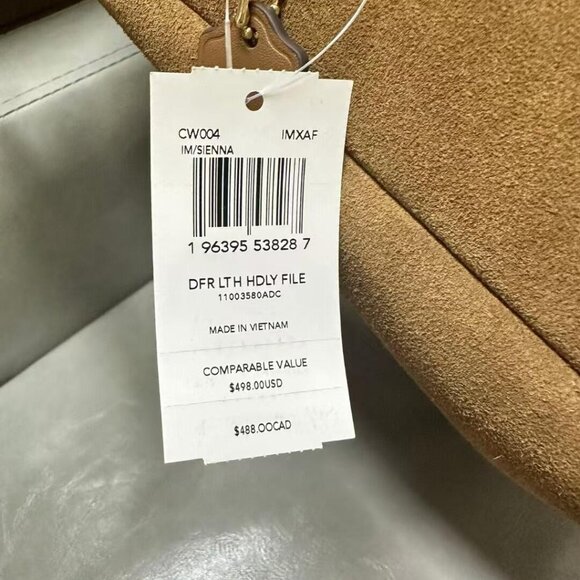 CW004 IMXAF
IM/SIENNA
1 96395 53828 7
DFR LTH HDLY FILE
11003580ADC
MADE IN VIETNAM
COMPARABLE VALUE
$498.00USD
$488.00CAD